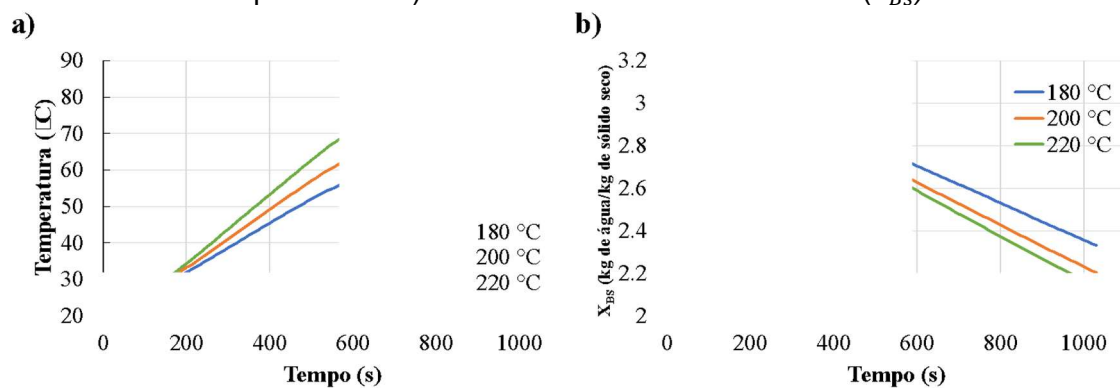 a)
Temperatura (□C)
90
80
70
60
50
40
30
20
0
200
400
600
800
1000
Tempo (s)
180 °C
200 °C
220 °C
b)
X_BS (kg de água/kg de sólido seco)
3.2
3
2.8
2.6
2.4
2.2
2
0
200
400
600
800
1000
Tempo (s)
180 °C
200 °C
220 °C